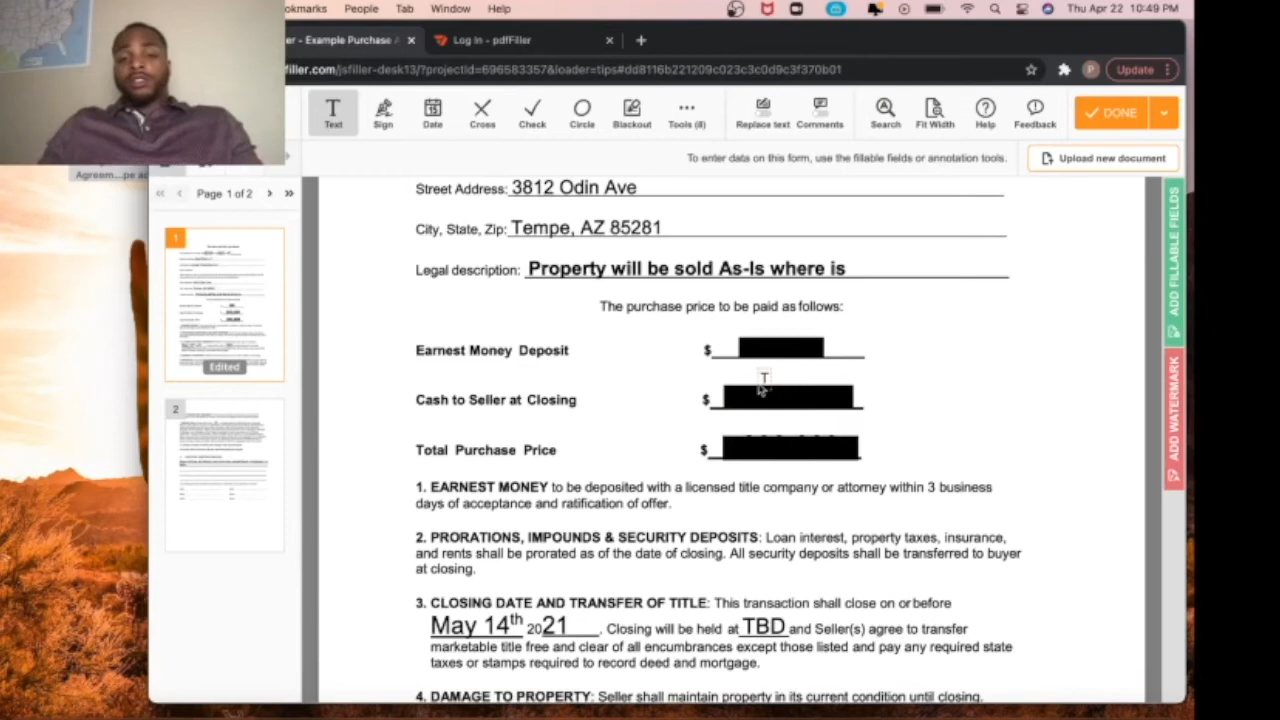 okmarks People Tab Window Help Thu Apr 22 10:49 PM
er - Example Purchase A Log In - pdfFiller
filler.com/jsfiller-desk13/?projectId=696583357&loader=tips#dd8116b221209c023c3c0d9c3f370b01 P Update
Text Sign Date Cross Check Circle Blackout Tools (8) Replace text Comments Search Fit Width Help Feedback DONE
To enter data on this form, use the fillable fields or annotation tools. Upload new document
Agreem...pe ad
Page 1 of 2
1
Edited
2
Street Address: 3812 Odin Ave
City, State, Zip: Tempe, AZ 85281
Legal description: Property will be sold As-Is where is
The purchase price to be paid as follows:
Earnest Money Deposit $
T
Cash to Seller at Closing $
Total Purchase Price $
1. EARNEST MONEY to be deposited with a licensed title company or attorney within 3 business
days of acceptance and ratification of offer.
2. PRORATIONS, IMPOUNDS & SECURITY DEPOSITS: Loan interest, property taxes, insurance,
and rents shall be prorated as of the date of closing. All security deposits shall be transferred to buyer
at closing.
3. CLOSING DATE AND TRANSFER OF TITLE: This transaction shall close on or before
May 14th 2021 . Closing will be held at TBD and Seller(s) agree to transfer
marketable title free and clear of all encumbrances except those listed and pay any required state
taxes or stamps required to record deed and mortgage.
4. DAMAGE TO PROPERTY: Seller shall maintain property in its current condition until closing.
ADD FILLABLE FIELDS
ADD WATERMARK